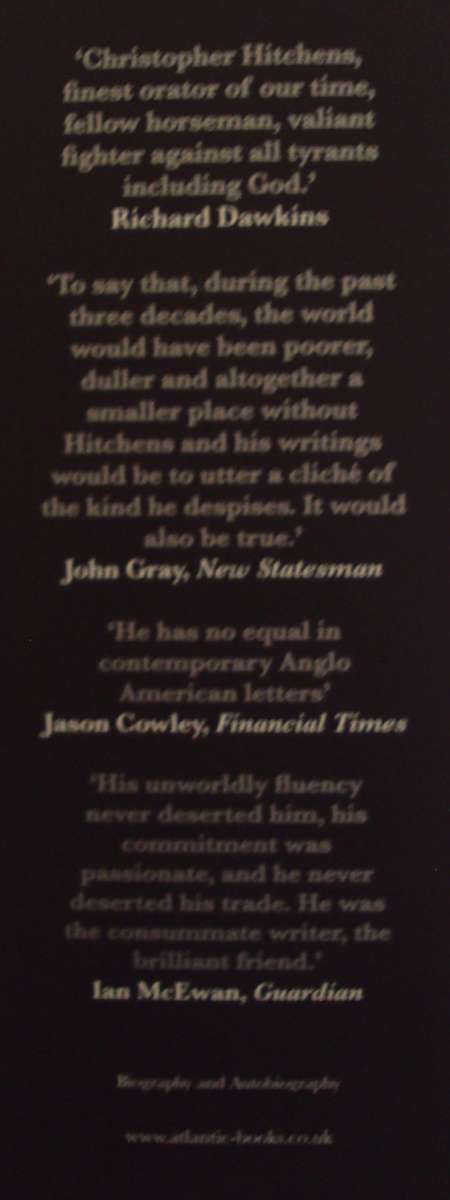 ‘Christopher Hitchens,
finest orator of our time,
fellow horseman, valiant
fighter against all tyrants
including God.’
Richard Dawkins
‘To say that, during the past
three decades, the world
would have been poorer,
duller and altogether a
smaller place without
Hitchens and his writings
would be to utter a cliché of
the kind he despises. It would
also be true.’
John Gray, New Statesman
‘He has no equal in
contemporary Anglo
American letters’
Jason Cowley, Financial Times
‘His unworldly fluency
never deserted him, his
commitment was
passionate, and he never
deserted his trade. He was
the consummate writer, the
brilliant friend.’
Ian McEwan, Guardian
Biography and Autobiography
www.atlantic-books.co.uk